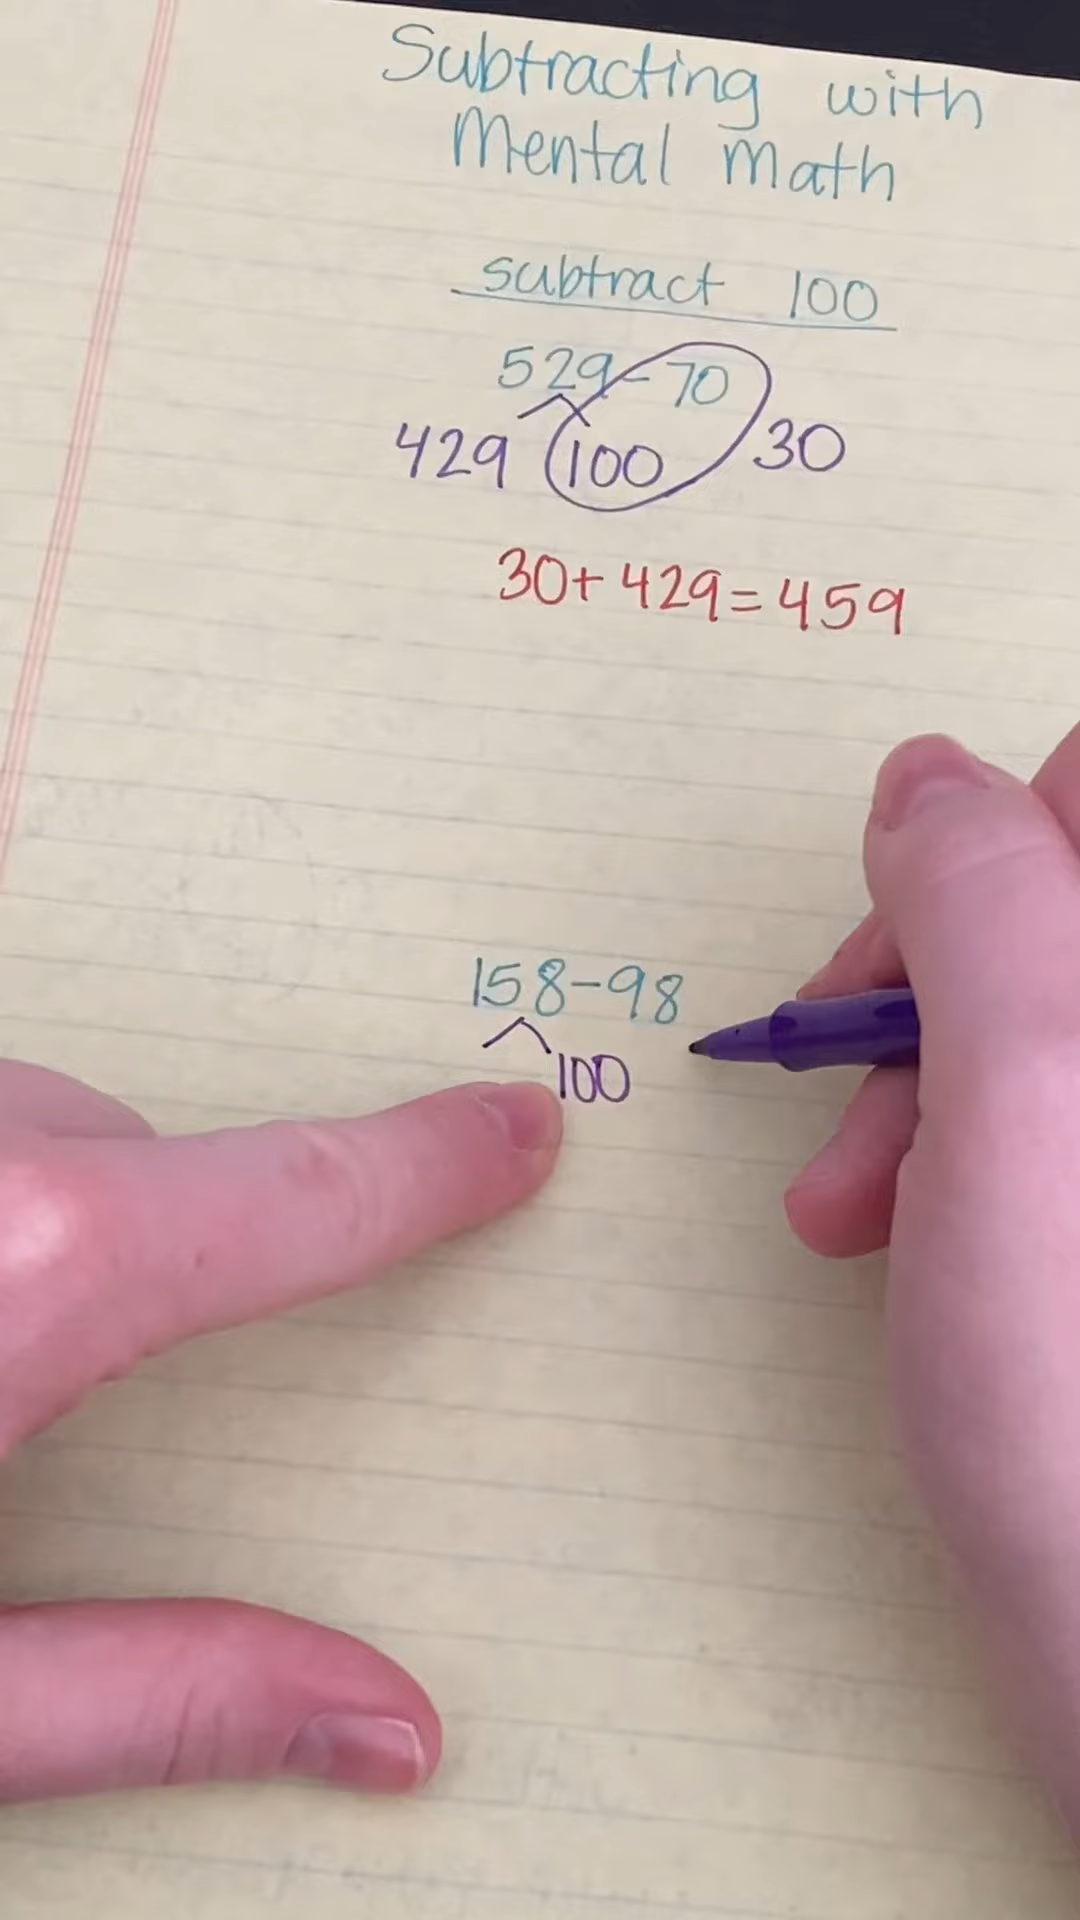 Subtracting with
Mental Math
subtract 100
529-70
429 100 30
30+429=459
158-98
100